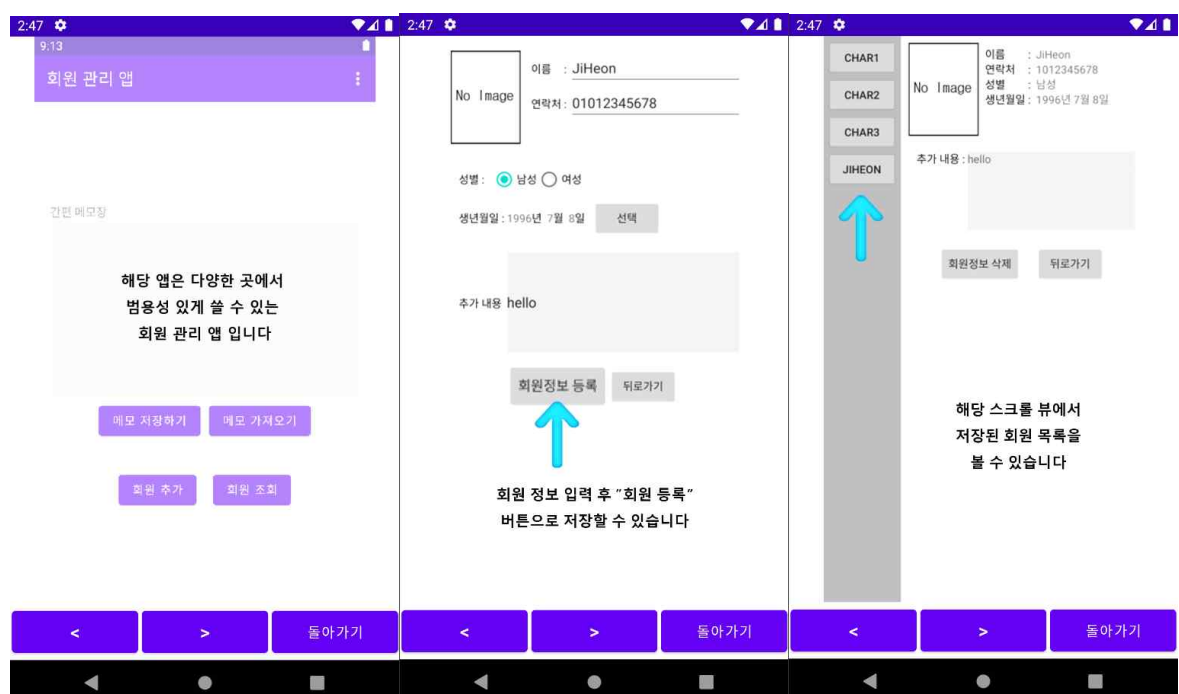 2:47
9:13
회원 관리 앱
간편 메모장
해당 앱은 다양한 곳에서
범용성 있게 쓸 수 있는
회원 관리 앱 입니다
메모 저장하기 메모 가져오기
회원 추가 회원 조회
< > 돌아가기
2:47
No Image
이름 : JiHeon
연락처 : 01012345678
성별 : 남성 여성
생년월일 : 1996년 7월 8일 선택
추가 내용 hello
회원정보 등록 뒤로가기
회원 정보 입력 후 "회원 등록"
버튼으로 저장할 수 있습니다
< > 돌아가기
2:47
CHAR1
CHAR2
CHAR3
JIHEON
No Image
이름 : JiHeon
연락처 : 1012345678
성별 : 남성
생년월일 : 1996년 7월 8일
추가 내용 : hello
회원정보 삭제 뒤로가기
해당 스크롤 뷰에서
저장된 회원 목록을
볼 수 있습니다
< > 돌아가기